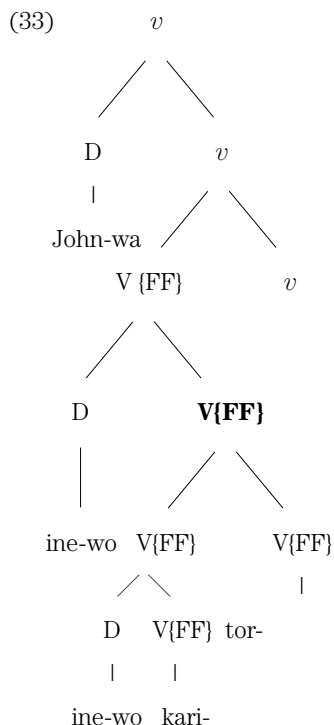 (33) v
D v
John-wa
V {FF} v
D V{FF}
ine-wo V{FF} V{FF}
D V{FF} tor-
ine-wo kari-